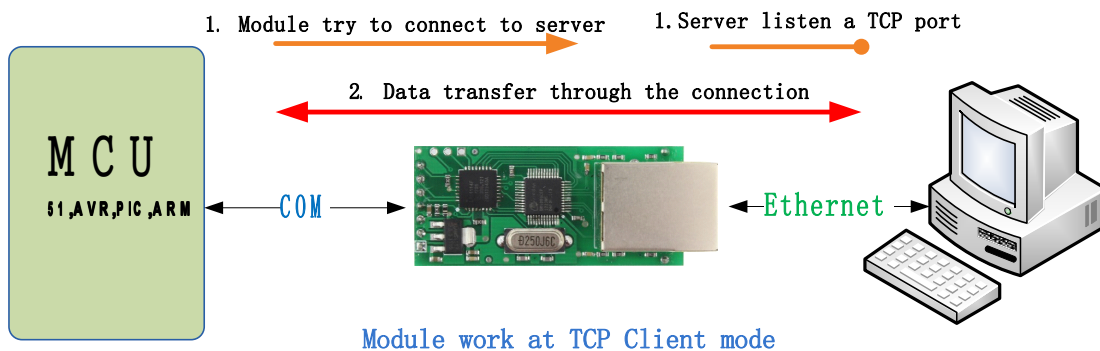 1. Module try to connect to server
1.Server listen a TCP port
2. Data transfer through the connection
MCU
51,AVR,PIC,ARM
COM
Ð250J6C
Ethernet
Module work at TCP Client mode